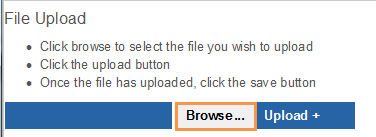 File Upload
• Click browse to select the file you wish to upload
• Click the upload button
• Once the file has uploaded, click the save button
Browse... Upload +